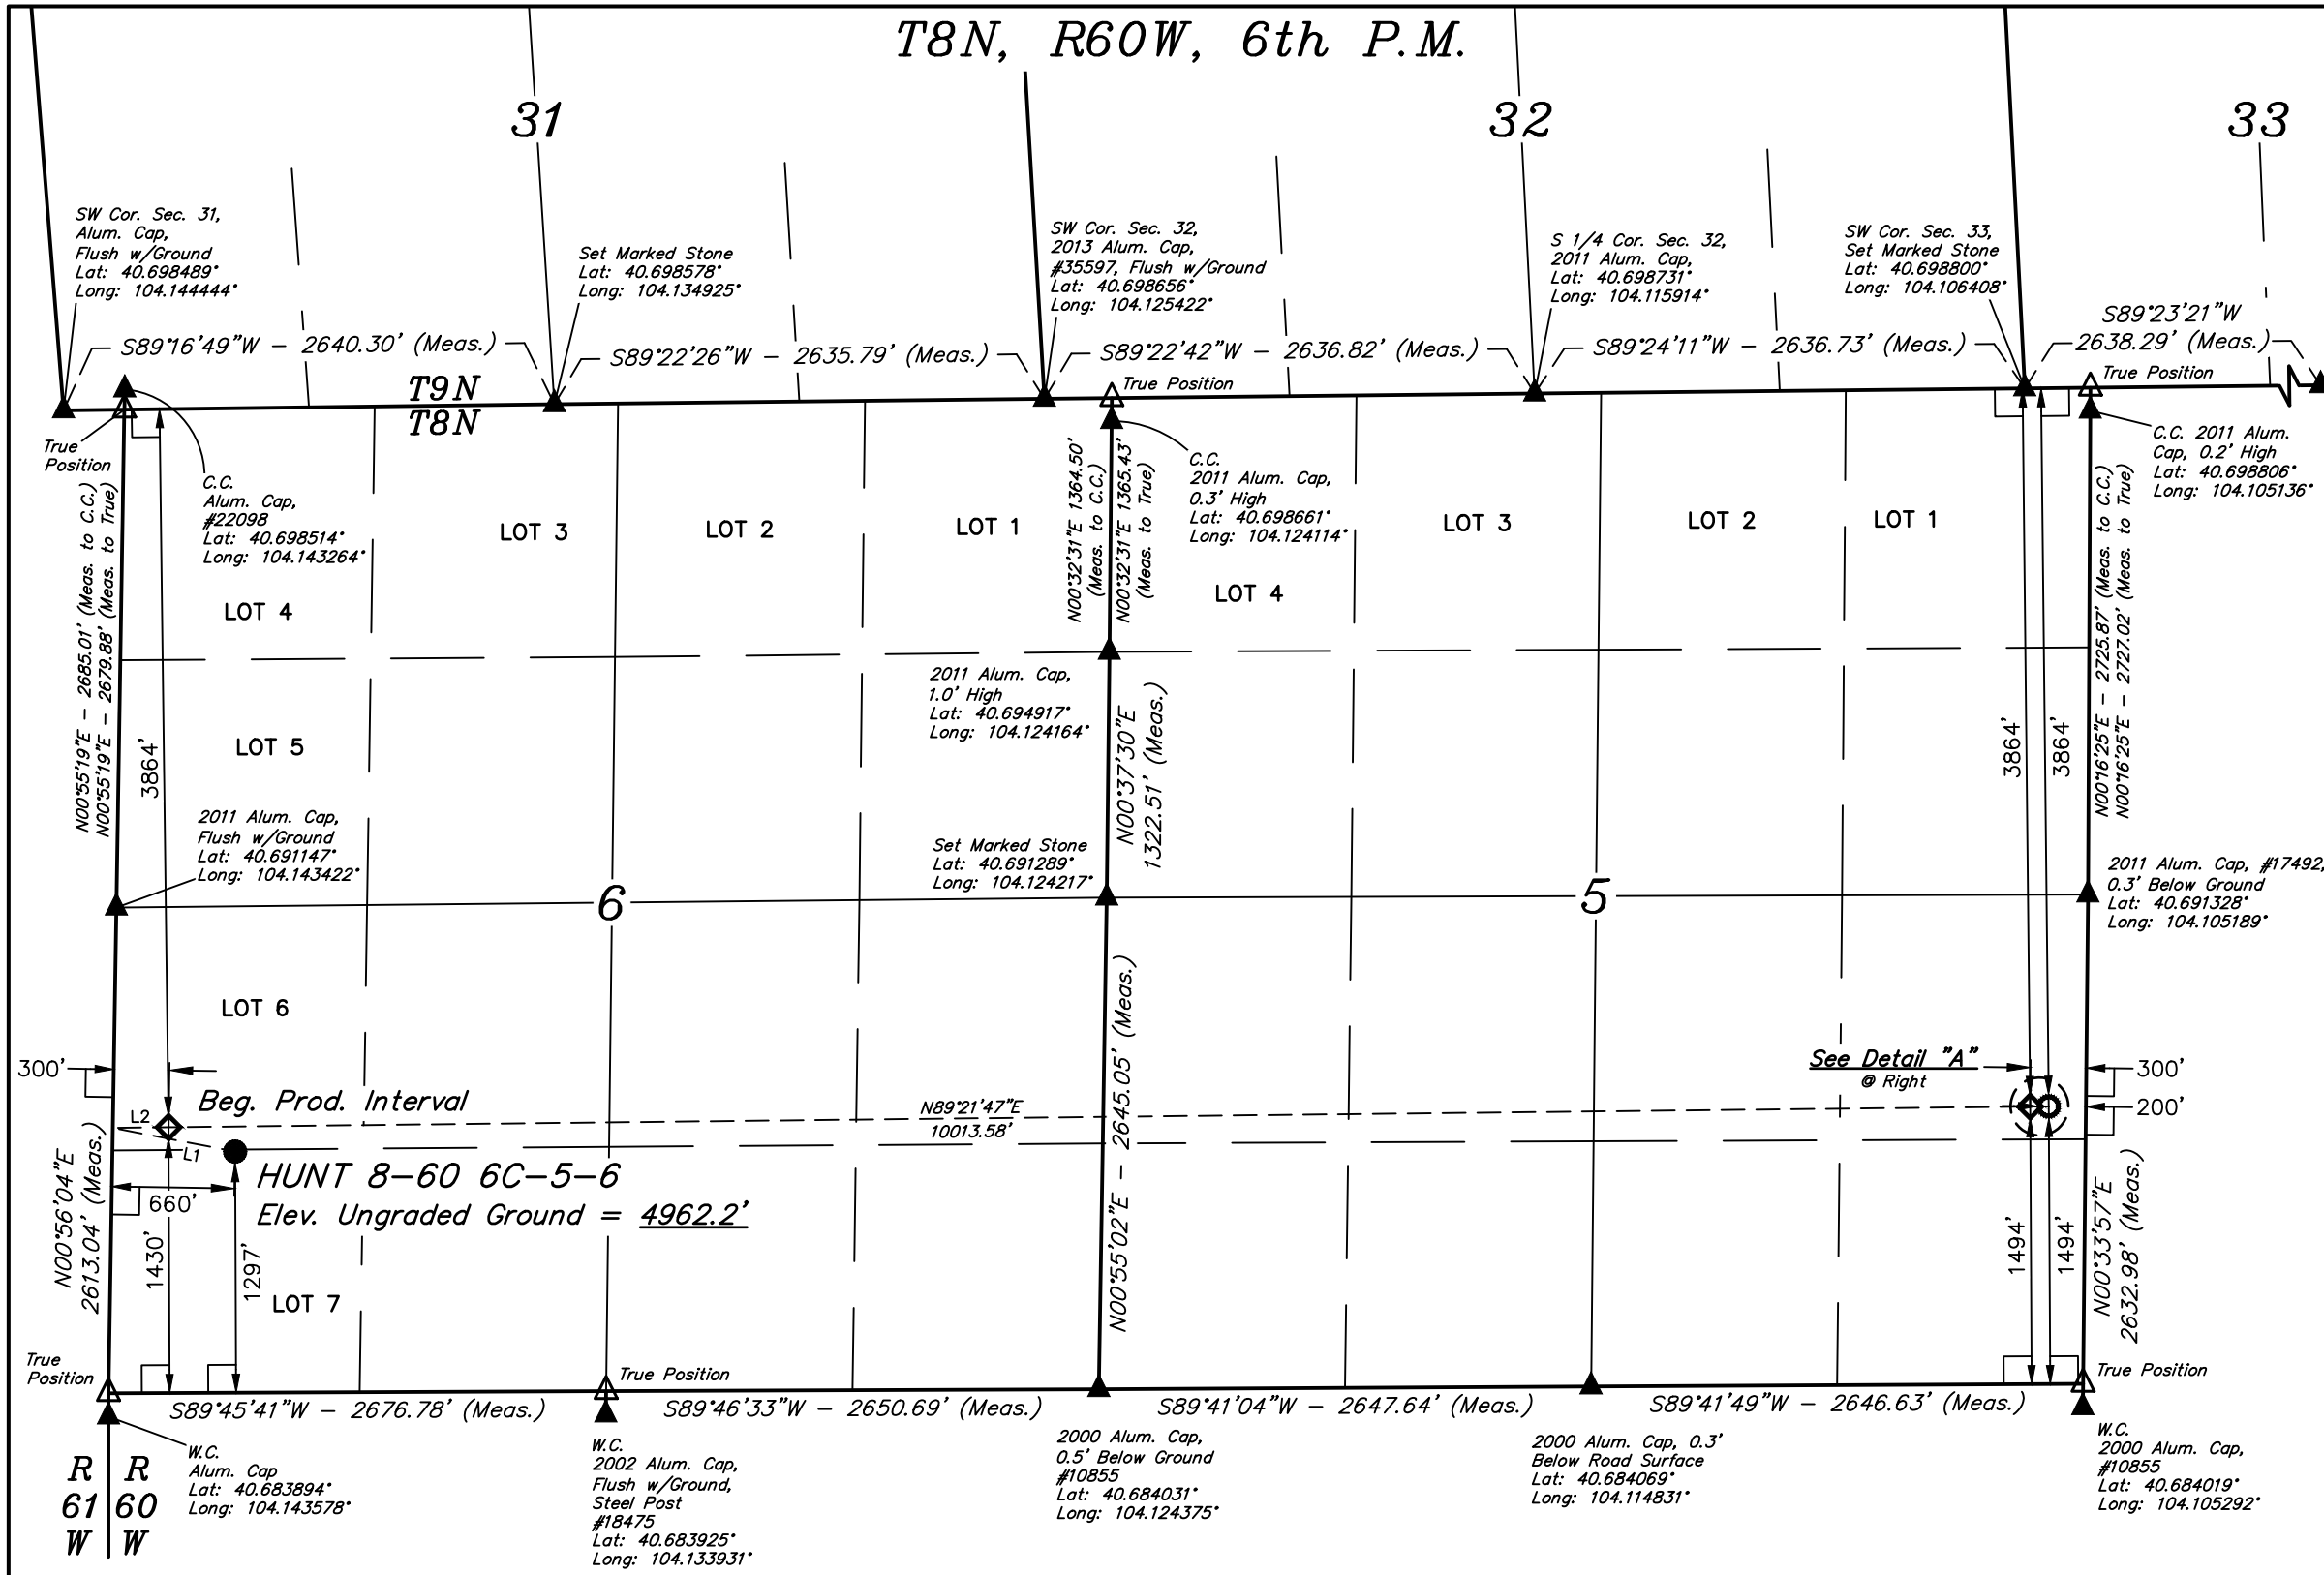 T8N, R60W, 6th P.M.
31
32
33
SW Cor. Sec. 31,
Alum. Cap,
Flush w/Ground
Lat: 40.698489°
Long: 104.144444°
Set Marked Stone
Lat: 40.698578°
Long: 104.134925°
SW Cor. Sec. 32,
2013 Alum. Cap,
#35597, Flush w/Ground
Lat: 40.698656°
Long: 104.125422°
S 1/4 Cor. Sec. 32,
2011 Alum. Cap,
Lat: 40.698731°
Long: 104.115914°
SW Cor. Sec. 33,
Set Marked Stone
Lat: 40.698800°
Long: 104.106408°
S89°16'49"W - 2640.30' (Meas.)
S89°22'26"W - 2635.79' (Meas.)
S89°22'42"W - 2636.82' (Meas.)
S89°24'11"W - 2636.73' (Meas.)
S89°23'21"W
2638.29' (Meas.)
T9N
T8N
True Position
True Position
True
Position
C.C.
Alum. Cap,
#22098
Lat: 40.698514°
Long: 104.143264°
C.C.
2011 Alum. Cap,
0.3' High
Lat: 40.698661°
Long: 104.124114°
C.C. 2011 Alum.
Cap, 0.2' High
Lat: 40.698806°
Long: 104.105136°
N00°55'19"E - 2685.01' (Meas. to C.C.)
N00°55'19"E - 2679.88' (Meas. to True)
N00°32'31"E 1364.50'
(Meas. to C.C.)
N00°32'31"E 1365.43'
(Meas. to True)
N00°16'25"E - 2725.87' (Meas. to C.C.)
N00°16'25"E - 2727.02' (Meas. to True)
LOT 3
LOT 2
LOT 1
LOT 3
LOT 2
LOT 1
LOT 4
LOT 4
LOT 5
3864'
3864'
3864'
2011 Alum. Cap,
1.0' High
Lat: 40.694917°
Long: 104.124164°
N00°37'30"E
1322.51' (Meas.)
2011 Alum. Cap,
Flush w/Ground
Lat: 40.691147°
Long: 104.143422°
Set Marked Stone
Lat: 40.691289°
Long: 104.124217°
2011 Alum. Cap, #17492,
0.3' Below Ground
Lat: 40.691328°
Long: 104.105189°
6
5
LOT 6
300'
L2
Beg. Prod. Interval
N89°21'47"E
10013.58'
See Detail "A"
@ Right
300'
200'
L1
HUNT 8-60 6C-5-6
Elev. Ungraded Ground = 4962.2'
660'
N00°56'04"E
2613.04' (Meas.)
1430'
1297'
LOT 7
N00°55'02"E - 2645.05' (Meas.)
1494'
1494'
N00°33'57"E
2632.98' (Meas.)
True
Position
True Position
True Position
S89°45'41"W - 2676.78' (Meas.)
S89°46'33"W - 2650.69' (Meas.)
S89°41'04"W - 2647.64' (Meas.)
S89°41'49"W - 2646.63' (Meas.)
R R
61 60
W W
W.C.
Alum. Cap
Lat: 40.683894°
Long: 104.143578°
W.C.
2002 Alum. Cap,
Flush w/Ground,
Steel Post
#18475
Lat: 40.683925°
Long: 104.133931°
2000 Alum. Cap,
0.5' Below Ground
#10855
Lat: 40.684031°
Long: 104.124375°
2000 Alum. Cap, 0.3'
Below Road Surface
Lat: 40.684069°
Long: 104.114831°
W.C.
2000 Alum. Cap,
#10855
Lat: 40.684019°
Long: 104.105292°